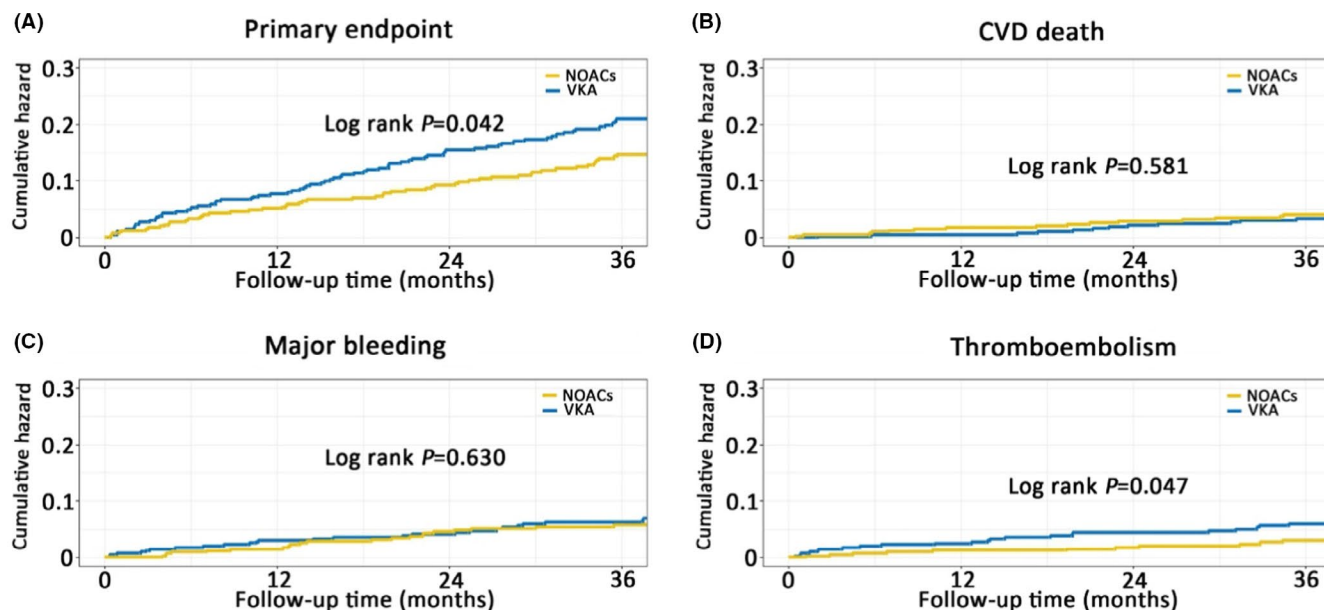 (A)
Primary endpoint
Cumulative hazard
0.3
0.2
0.1
0
NOACs
VKA
Log rank P=0.042
0 12 24 36
Follow-up time (months)
(B)
CVD death
Cumulative hazard
0.3
0.2
0.1
0
NOACs
VKA
Log rank P=0.581
0 12 24 36
Follow-up time (months)
(C)
Major bleeding
Cumulative hazard
0.3
0.2
0.1
0
NOACs
VKA
Log rank P=0.630
0 12 24 36
Follow-up time (months)
(D)
Thromboembolism
Cumulative hazard
0.3
0.2
0.1
0
NOACs
VKA
Log rank P=0.047
0 12 24 36
Follow-up time (months)